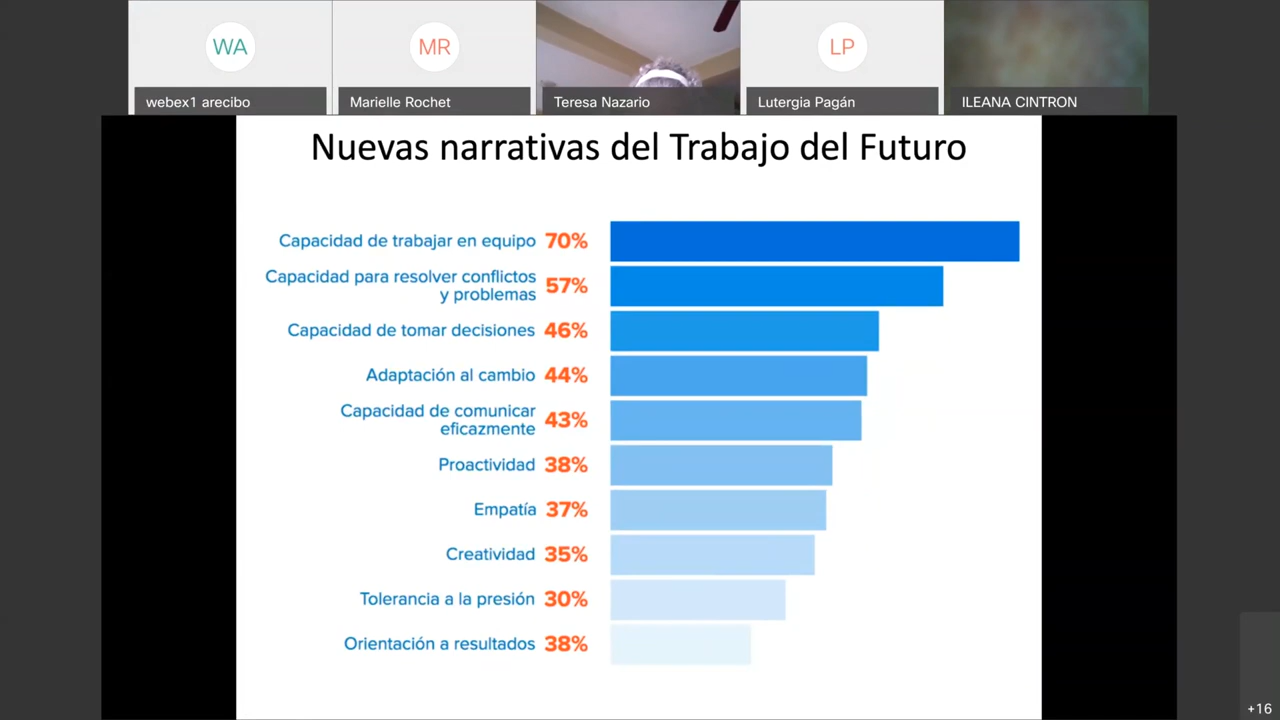 WA
MR
LP
webex1 arecibo
Marielle Rochet
Teresa Nazario
Lutergia Pagán
ILEANA CINTRON
Nuevas narrativas del Trabajo del Futuro
Capacidad de trabajar en equipo 70%
Capacidad para resolver conflictos
y problemas 57%
Capacidad de tomar decisiones 46%
Adaptación al cambio 44%
Capacidad de comunicar
eficazmente 43%
Proactividad 38%
Empatía 37%
Creatividad 35%
Tolerancia a la presión 30%
Orientación a resultados 38%
+16